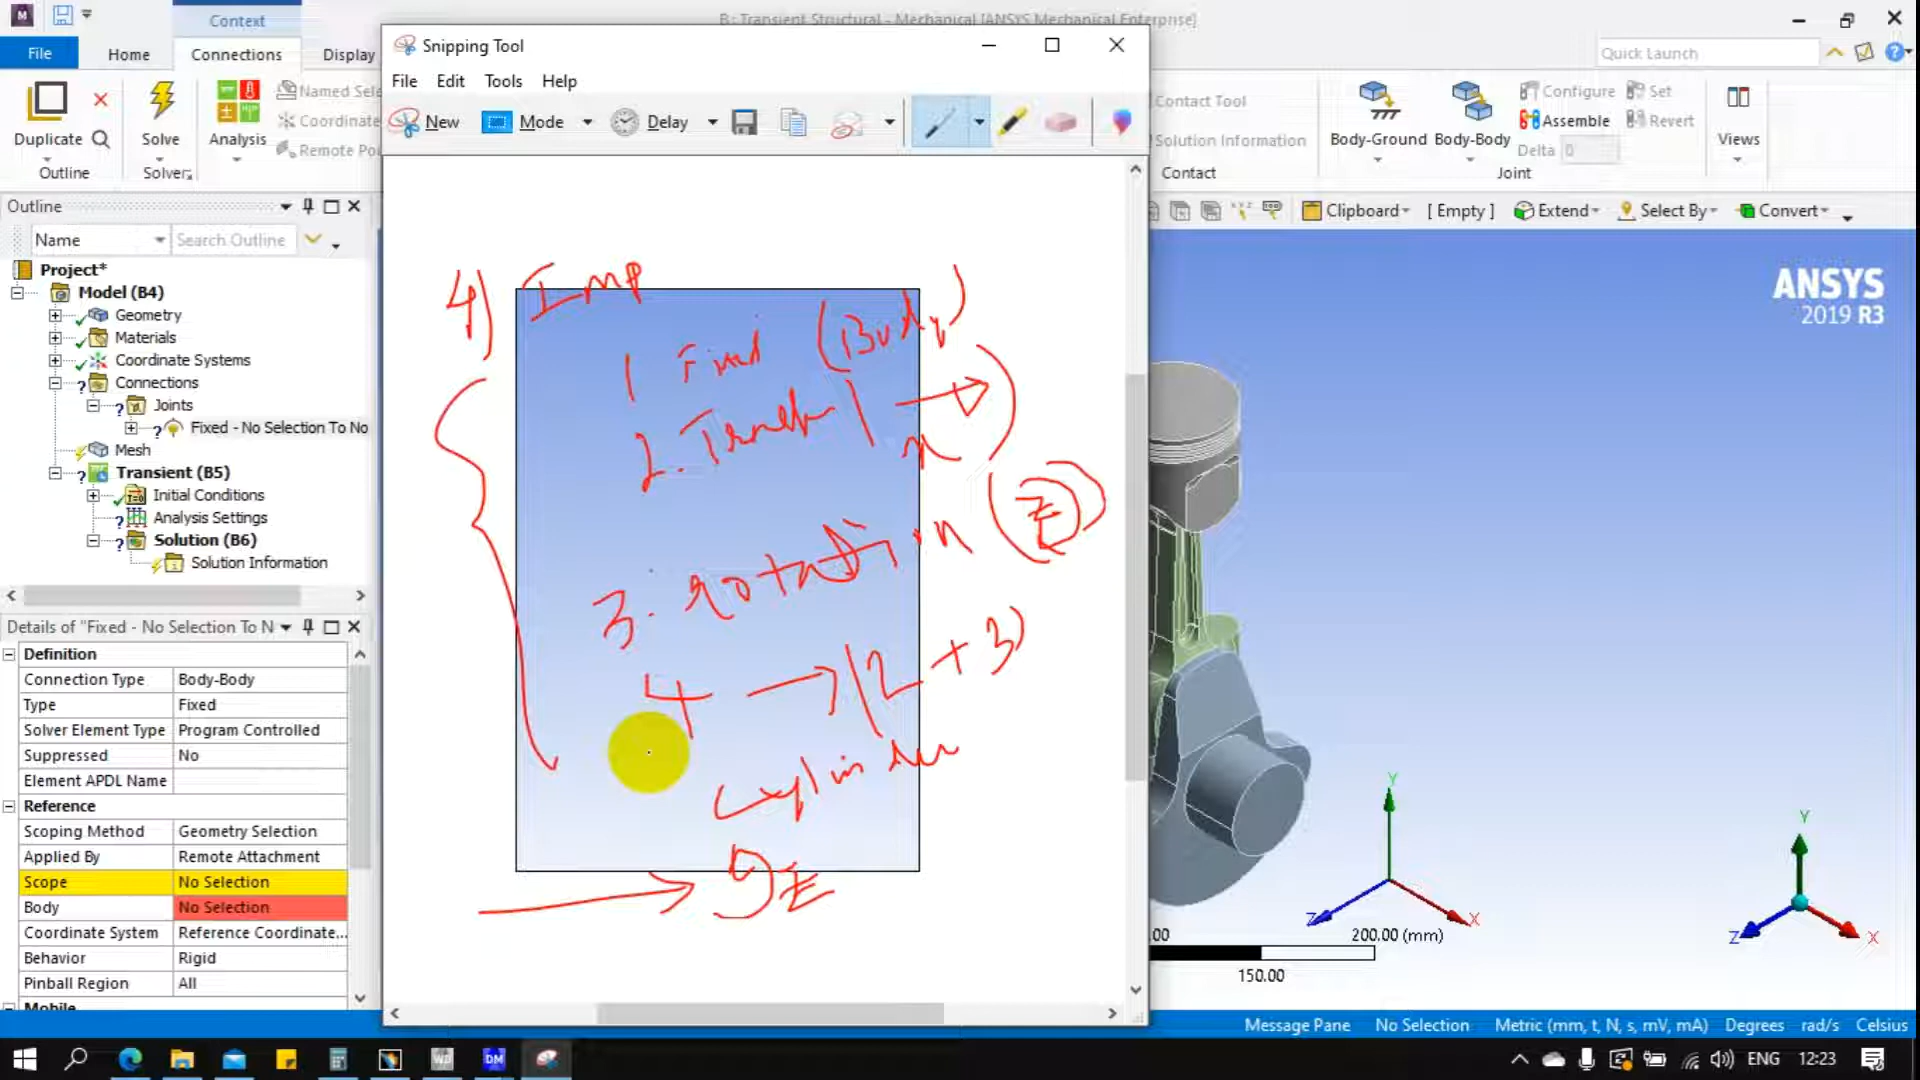 Context
B : Transient Structural - Mechanical [ANSYS Mechanical Enterprise]
File
Home
Connections
Display
Quick Launch
Duplicate
Solve
Analysis
Named Sele
Coordinate
Remote Poi
Outline
Solver
Snipping Tool
File Edit Tools Help
New
Mode
Delay
Contact Tool
Solution Information
Contact
Body-Ground
Body-Body
Configure
Set
Assemble
Revert
Delta 0
Joint
Views
Clipboard
[ Empty ]
Extend
Select By
Convert
Outline
Name
Search Outline
Project*
Model (B4)
Geometry
Materials
Coordinate Systems
Connections
Joints
Fixed - No Selection To No
Mesh
Transient (B5)
Initial Conditions
Analysis Settings
Solution (B6)
Solution Information
Details of "Fixed - No Selection To N
Definition
Connection Type Body-Body
Type Fixed
Solver Element Type Program Controlled
Suppressed No
Element APDL Name
Reference
Scoping Method Geometry Selection
Applied By Remote Attachment
Scope No Selection
Body No Selection
Coordinate System Reference Coordinate...
Behavior Rigid
Pinball Region All
Mobile
4) Imp
1 Fixed (Body)
2.
x
3. rotation (Z)
4 → (2 + 3)
ANSYS
2019 R3
Y
Z
X
Y
Z
X
.00
200.00 (mm)
150.00
Message Pane
No Selection
Metric (mm, t, N, s, mV, mA)
Degrees
rad/s
Celsius
WB
DM
ENG
12:23